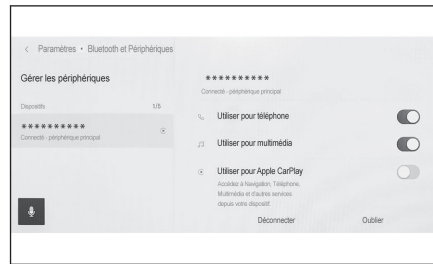 < Paramètres • Bluetooth et Périphériques
Gérer les périphériques
Dispositifs 1/5
**********
Connecté - périphérique principal
**********
Connecté - périphérique principal
Utiliser pour téléphone
Utiliser pour multimédia
Utiliser pour Apple CarPlay
Accédez à Navigation, Téléphone,
Multimédia et d'autres services
depuis votre dispositif
Déconnecter Oublier